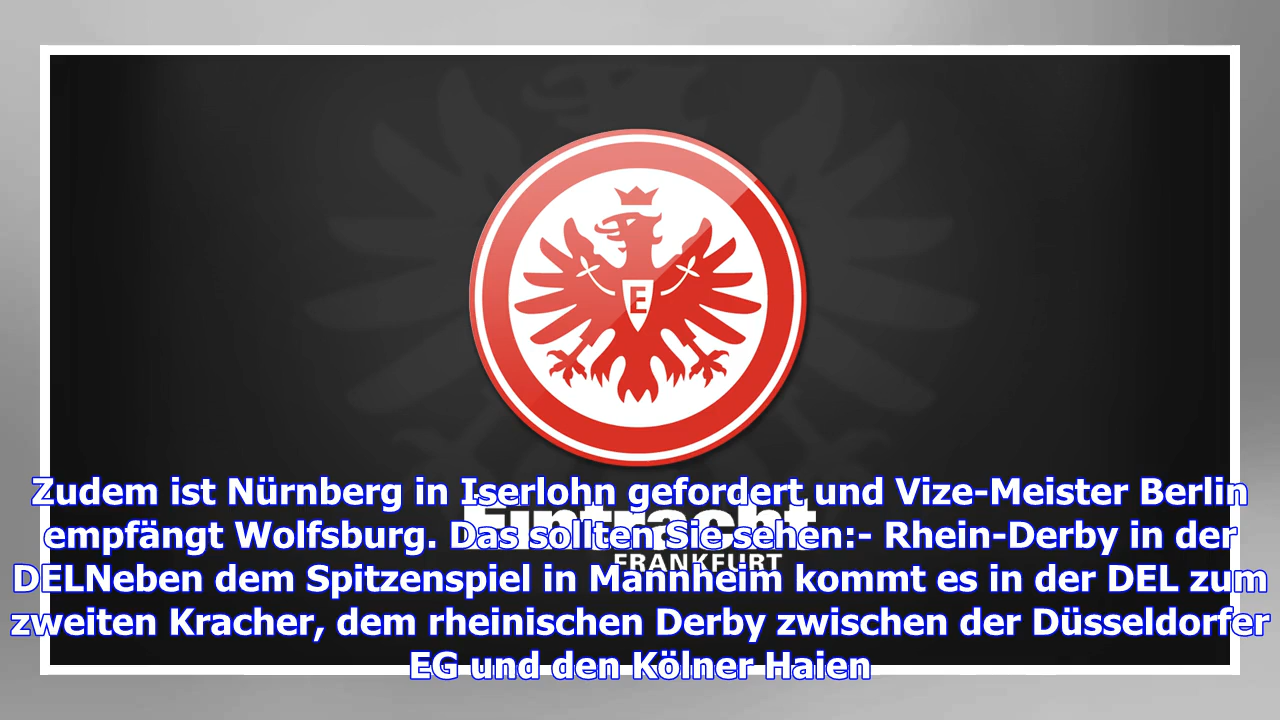 E
Eintracht
FRANKFURT
Zudem ist Nürnberg in Iserlohn gefordert und Vize-Meister Berlin
empfängt Wolfsburg. Das sollten Sie sehen:- Rhein-Derby in der
DELNeben dem Spitzenspiel in Mannheim kommt es in der DEL zum
zweiten Kracher, dem rheinischen Derby zwischen der Düsseldorfer
EG und den Kölner Haien